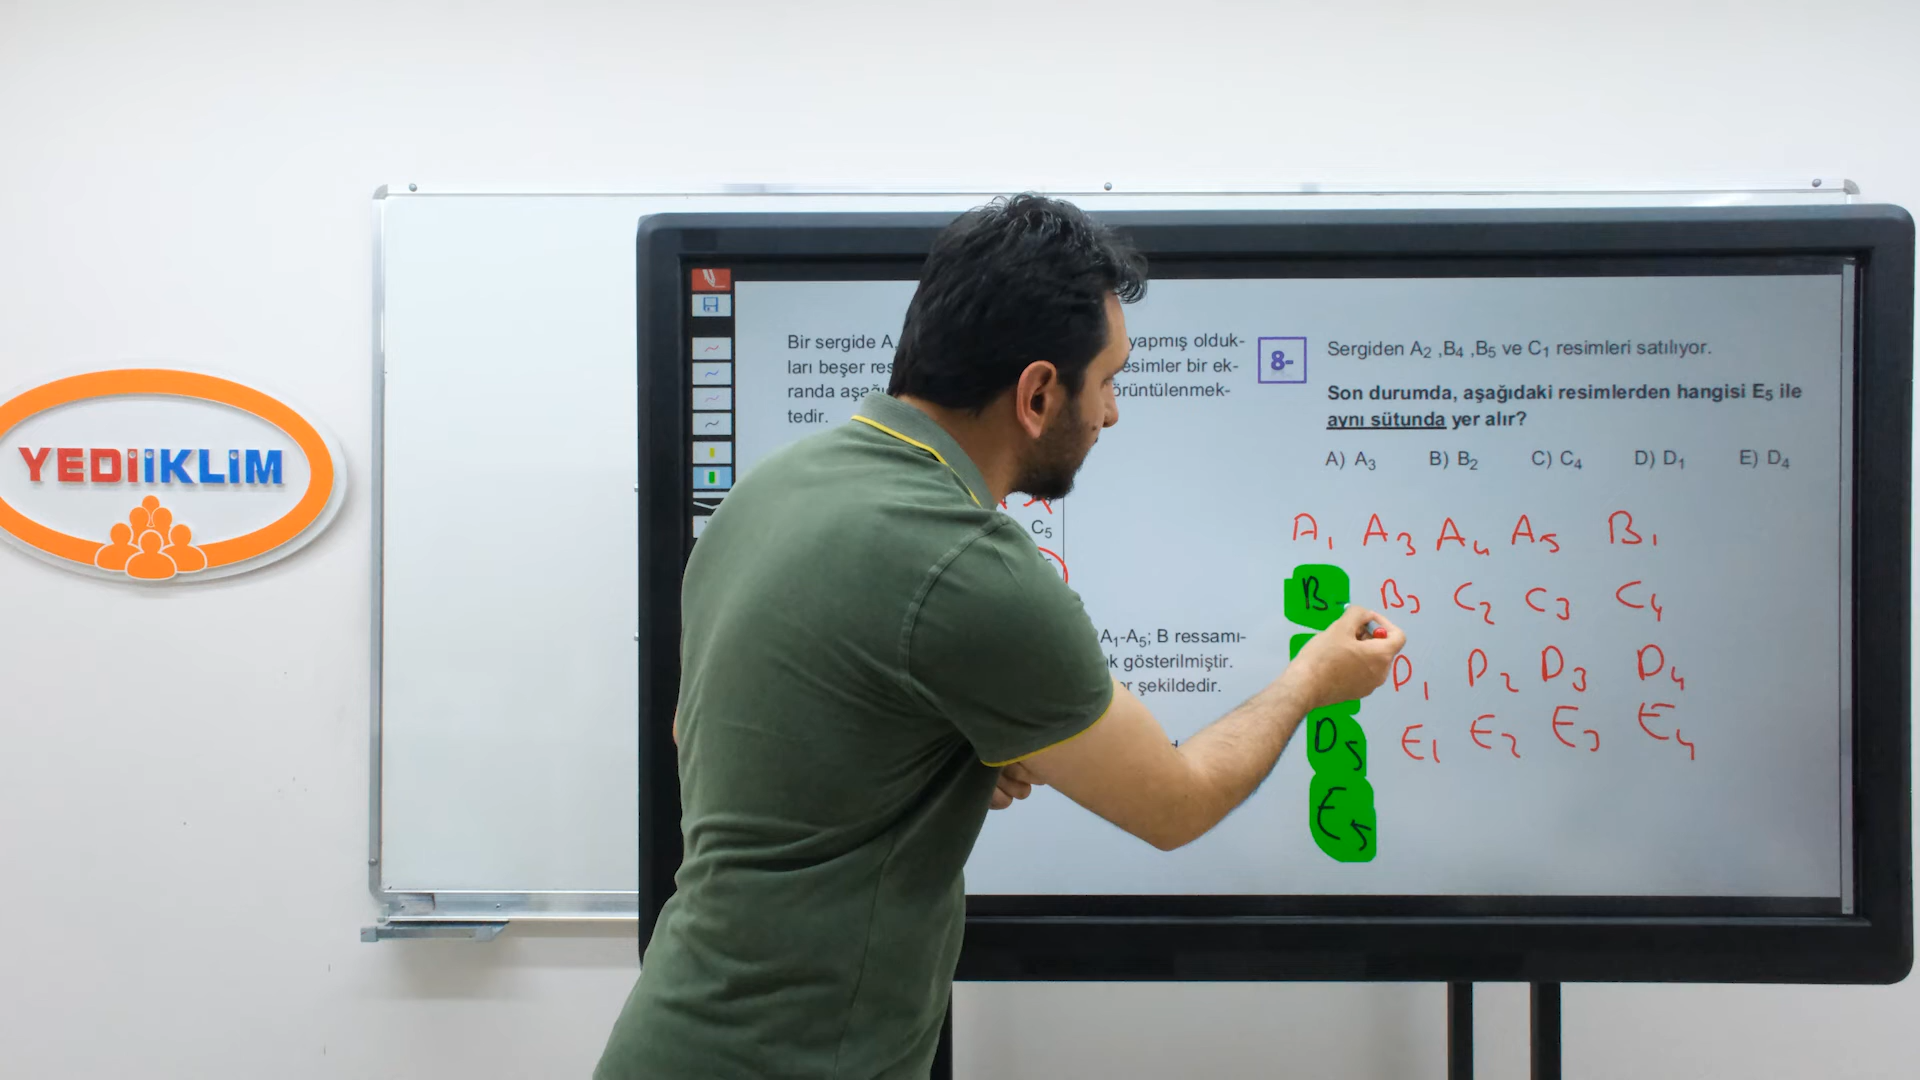 YEDİİKLİM
Bir sergide A
yapmış olduk-
ları beşer res
esimler bir ek-
randa aşağı
örüntülenmek-
tedir.
C5
A1-A5; B ressamı-
k gösterilmiştir.
er şekildedir.
8-
Sergiden A2 ,B4 ,B5 ve C1 resimleri satılıyor.
Son durumda, aşağıdaki resimlerden hangisi E5 ile
aynı sütunda yer alır?
A) A3 B) B2 C) C4 D) D1 E) D4
A1 A3 A4 A5 B1
B B3 C2 C3 C4
D1 D2 D3 D4
D5 E1 E2 E3 E4
E5